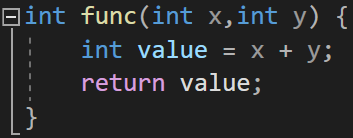 int func(int x,int y) {
    int value = x + y;
    return value;
}